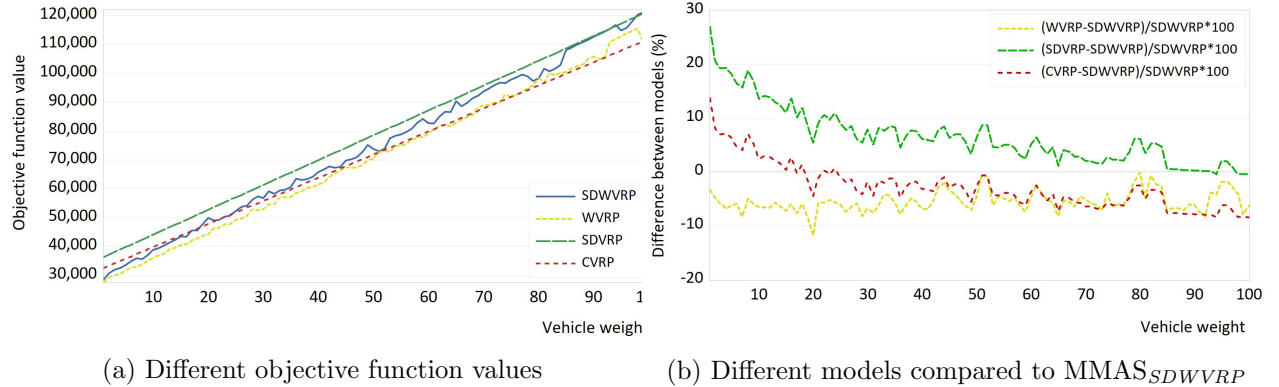 120,000
110,000
100,000
90,000
80,000
70,000
60,000
50,000
40,000
30,000
Objective function value
SDWVRP
WVRP
SDVRP
CVRP
10 20 30 40 50 60 70 80 90 1
Vehicle weigh
(a) Different objective function values
30
20
10
0
-10
-20
Difference between models (%)
(WVRP-SDWVRP)/SDWVRP*100
(SDVRP-SDWVRP)/SDWVRP*100
(CVRP-SDWVRP)/SDWVRP*100
10 20 30 40 50 60 70 80 90 100
Vehicle weight
(b) Different models compared to MMAS_SDWVRP